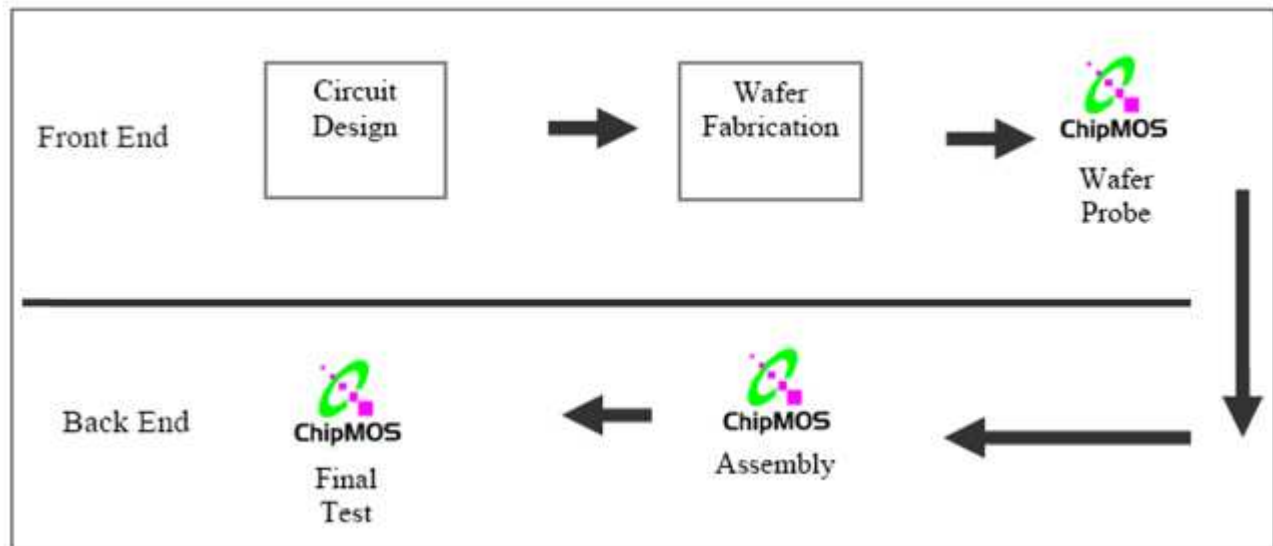 Front End
Circuit
Design
Wafer
Fabrication
ChipMOS
Wafer
Probe
Back End
ChipMOS
Final
Test
ChipMOS
Assembly